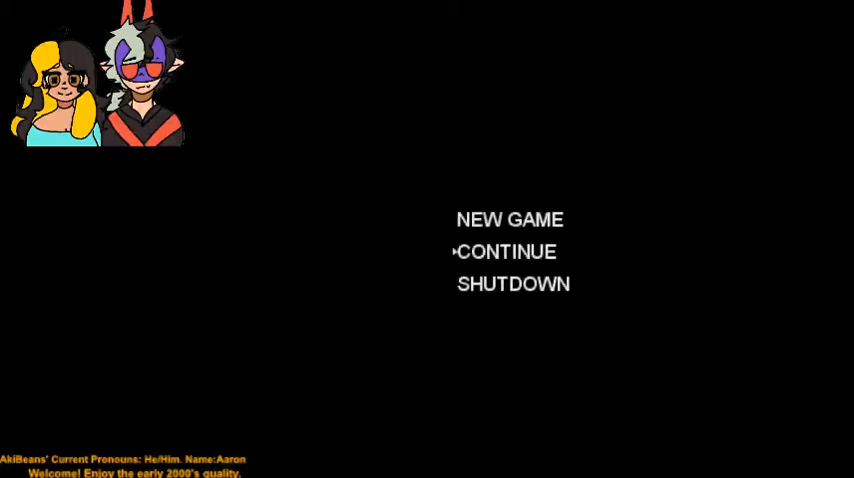 NEW GAME
CONTINUE
SHUTDOWN
AkiBeans' Current Pronouns: He/Him. Name:Aaron
Welcome! Enjoy the early 2000's quality.